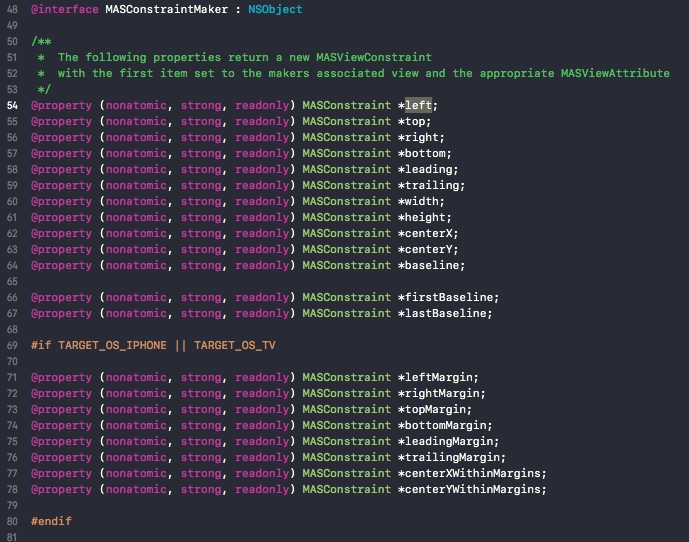 48 @interface MASConstraintMaker : NSObject
49
50 /**
51  *  The following properties return a new MASViewConstraint
52  *  with the first item set to the makers associated view and the appropriate MASViewAttribute
53  */
54 @property (nonatomic, strong, readonly) MASConstraint *left;
55 @property (nonatomic, strong, readonly) MASConstraint *top;
56 @property (nonatomic, strong, readonly) MASConstraint *right;
57 @property (nonatomic, strong, readonly) MASConstraint *bottom;
58 @property (nonatomic, strong, readonly) MASConstraint *leading;
59 @property (nonatomic, strong, readonly) MASConstraint *trailing;
60 @property (nonatomic, strong, readonly) MASConstraint *width;
61 @property (nonatomic, strong, readonly) MASConstraint *height;
62 @property (nonatomic, strong, readonly) MASConstraint *centerX;
63 @property (nonatomic, strong, readonly) MASConstraint *centerY;
64 @property (nonatomic, strong, readonly) MASConstraint *baseline;
65
66 @property (nonatomic, strong, readonly) MASConstraint *firstBaseline;
67 @property (nonatomic, strong, readonly) MASConstraint *lastBaseline;
68
69 #if TARGET_OS_IPHONE || TARGET_OS_TV
70
71 @property (nonatomic, strong, readonly) MASConstraint *leftMargin;
72 @property (nonatomic, strong, readonly) MASConstraint *rightMargin;
73 @property (nonatomic, strong, readonly) MASConstraint *topMargin;
74 @property (nonatomic, strong, readonly) MASConstraint *bottomMargin;
75 @property (nonatomic, strong, readonly) MASConstraint *leadingMargin;
76 @property (nonatomic, strong, readonly) MASConstraint *trailingMargin;
77 @property (nonatomic, strong, readonly) MASConstraint *centerXWithinMargins;
78 @property (nonatomic, strong, readonly) MASConstraint *centerYWithinMargins;
79
80 #endif
81